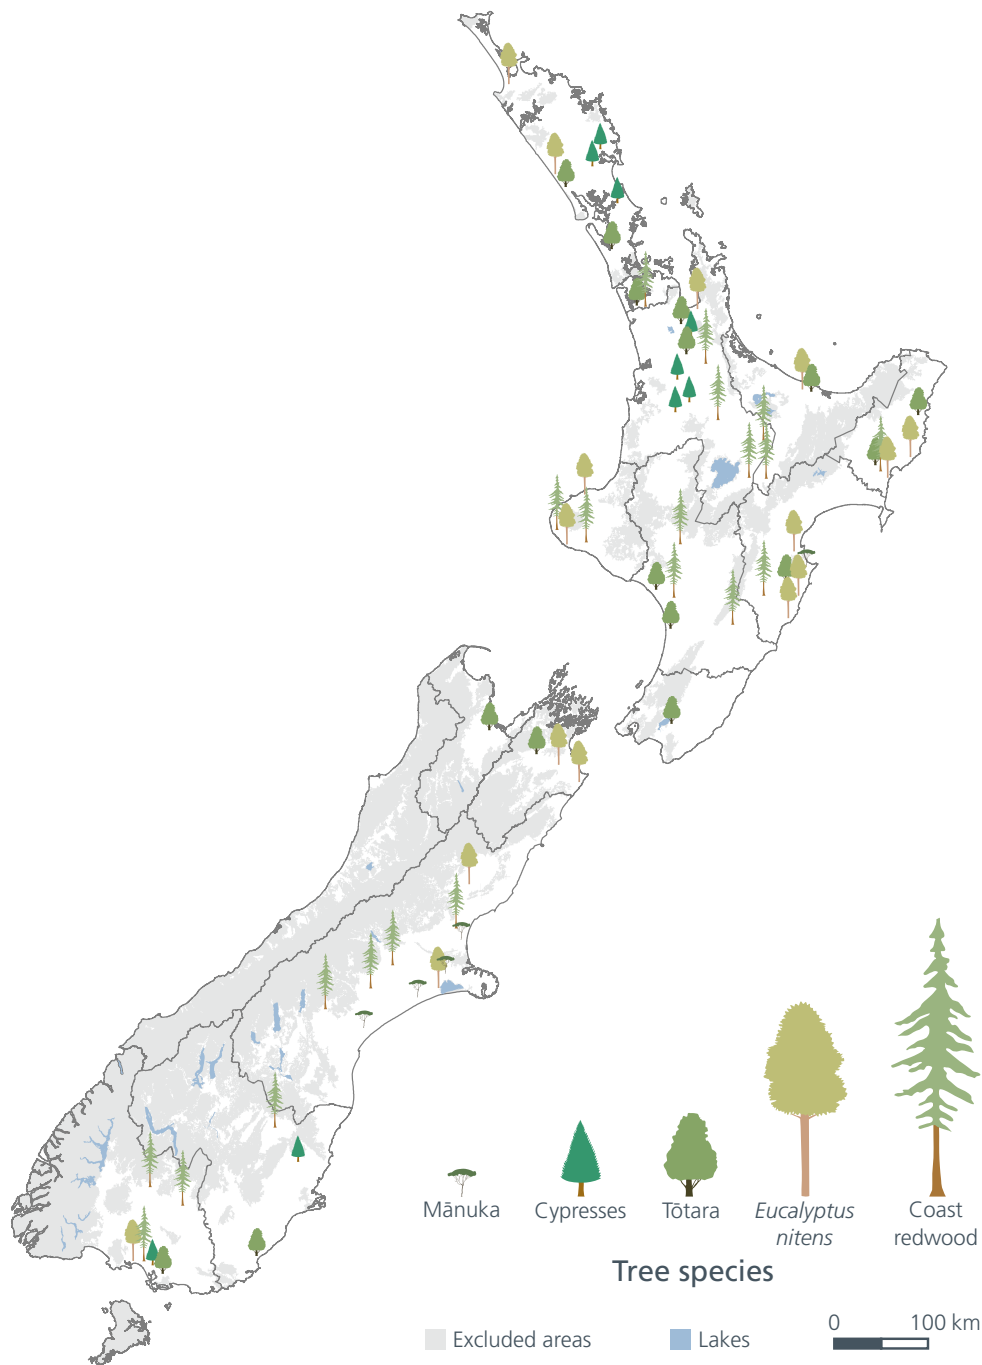 Mānuka
Cypresses
Tōtara
Eucalyptus
nitens
Coast
redwood
Tree species
Excluded areas
Lakes
0
100 km